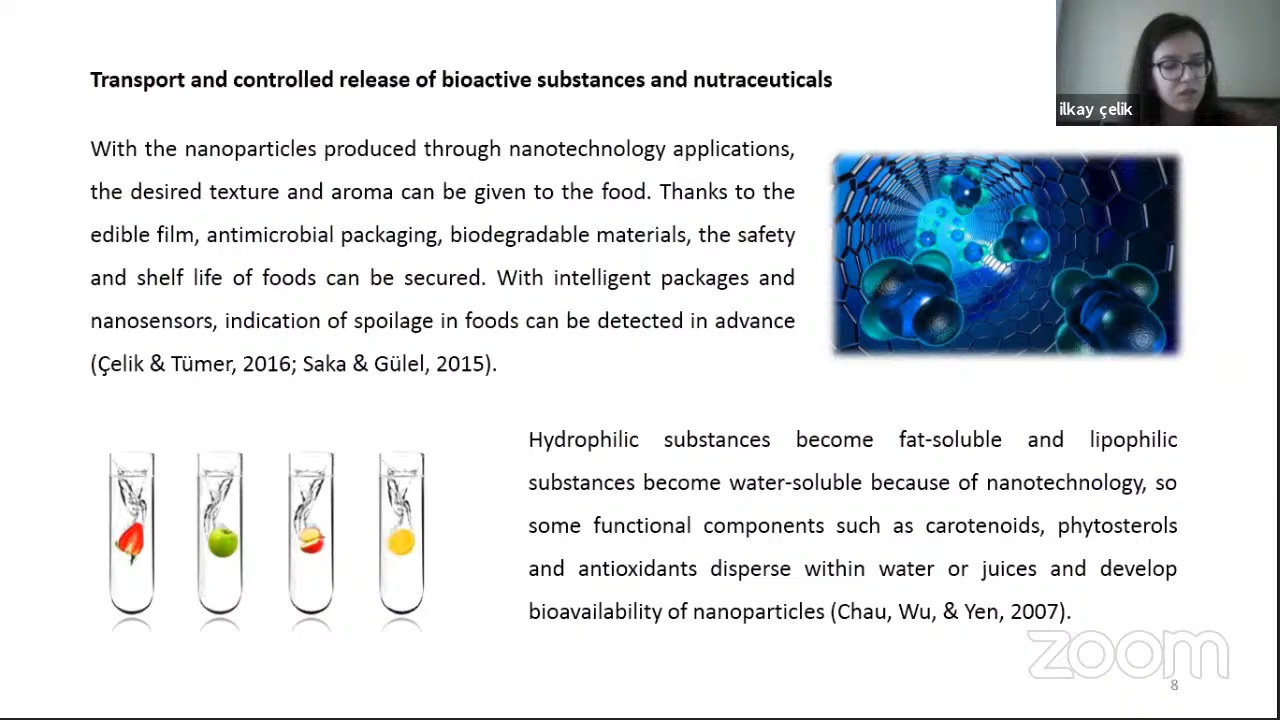 Transport and controlled release of bioactive substances and nutraceuticals
ilkay çelik
With the nanoparticles produced through nanotechnology applications,
the desired texture and aroma can be given to the food. Thanks to the
edible film, antimicrobial packaging, biodegradable materials, the safety
and shelf life of foods can be secured. With intelligent packages and
nanosensors, indication of spoilage in foods can be detected in advance
(Çelik & Tümer, 2016; Saka & Gülel, 2015).
Hydrophilic substances become fat-soluble and lipophilic
substances become water-soluble because of nanotechnology, so
some functional components such as carotenoids, phytosterols
and antioxidants disperse within water or juices and develop
bioavailability of nanoparticles (Chau, Wu, & Yen, 2007).
zoom
8